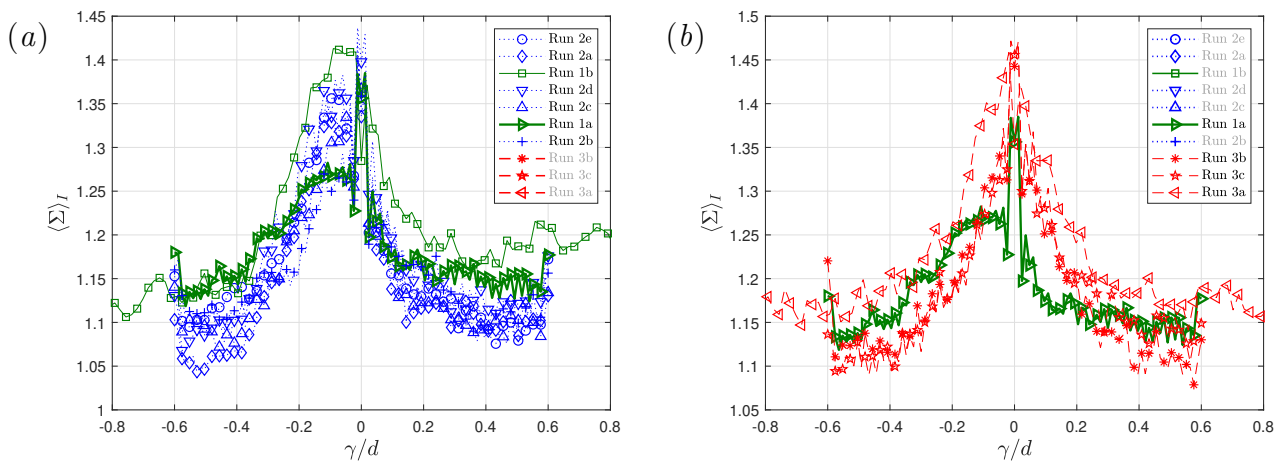 (a)
1.45
1.4
1.35
1.3
1.25
1.2
1.15
1.1
1.05
1
⟨Σ⟩_I
-0.8 -0.6 -0.4 -0.2 0 0.2 0.4 0.6 0.8
γ/d
Run 2e
Run 2a
Run 1b
Run 2d
Run 2c
Run 1a
Run 2b
Run 3b
Run 3c
Run 3a
(b)
1.5
1.45
1.4
1.35
1.3
1.25
1.2
1.15
1.1
1.05
⟨Σ⟩_I
-0.8 -0.6 -0.4 -0.2 0 0.2 0.4 0.6 0.8
γ/d
Run 2e
Run 2a
Run 1b
Run 2d
Run 2c
Run 1a
Run 2b
Run 3b
Run 3c
Run 3a